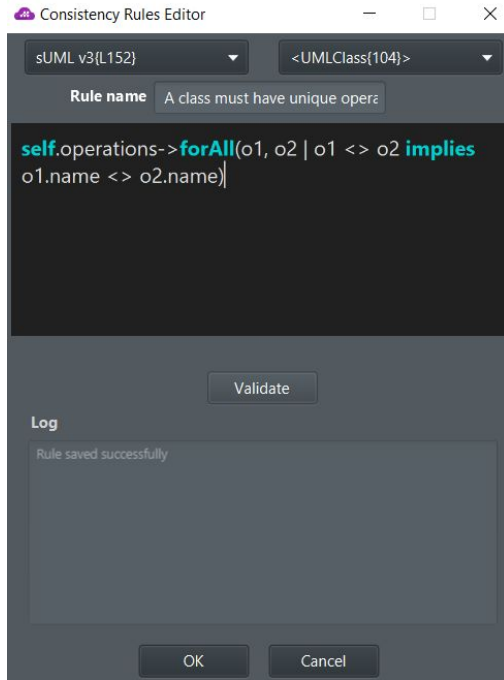 Consistency Rules Editor
sUML v3{L152} <UMLClass{104}>
Rule name A class must have unique opera
self.operations->forAll(o1, o2 | o1 <> o2 implies
o1.name <> o2.name)
Validate
Log
Rule saved successfully
OK Cancel